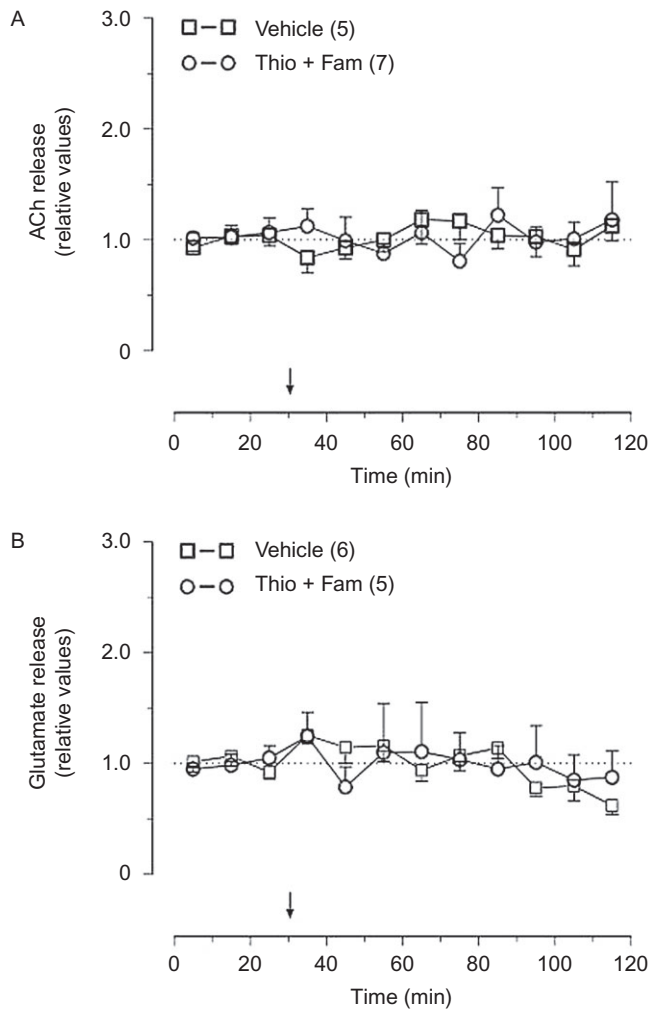 A
3.0
Vehicle (5)
Thio + Fam (7)
2.0
ACh release
(relative values)
1.0
0
0 20 40 60 80 100 120
Time (min)
B
3.0
Vehicle (6)
Thio + Fam (5)
2.0
Glutamate release
(relative values)
1.0
0
0 20 40 60 80 100 120
Time (min)